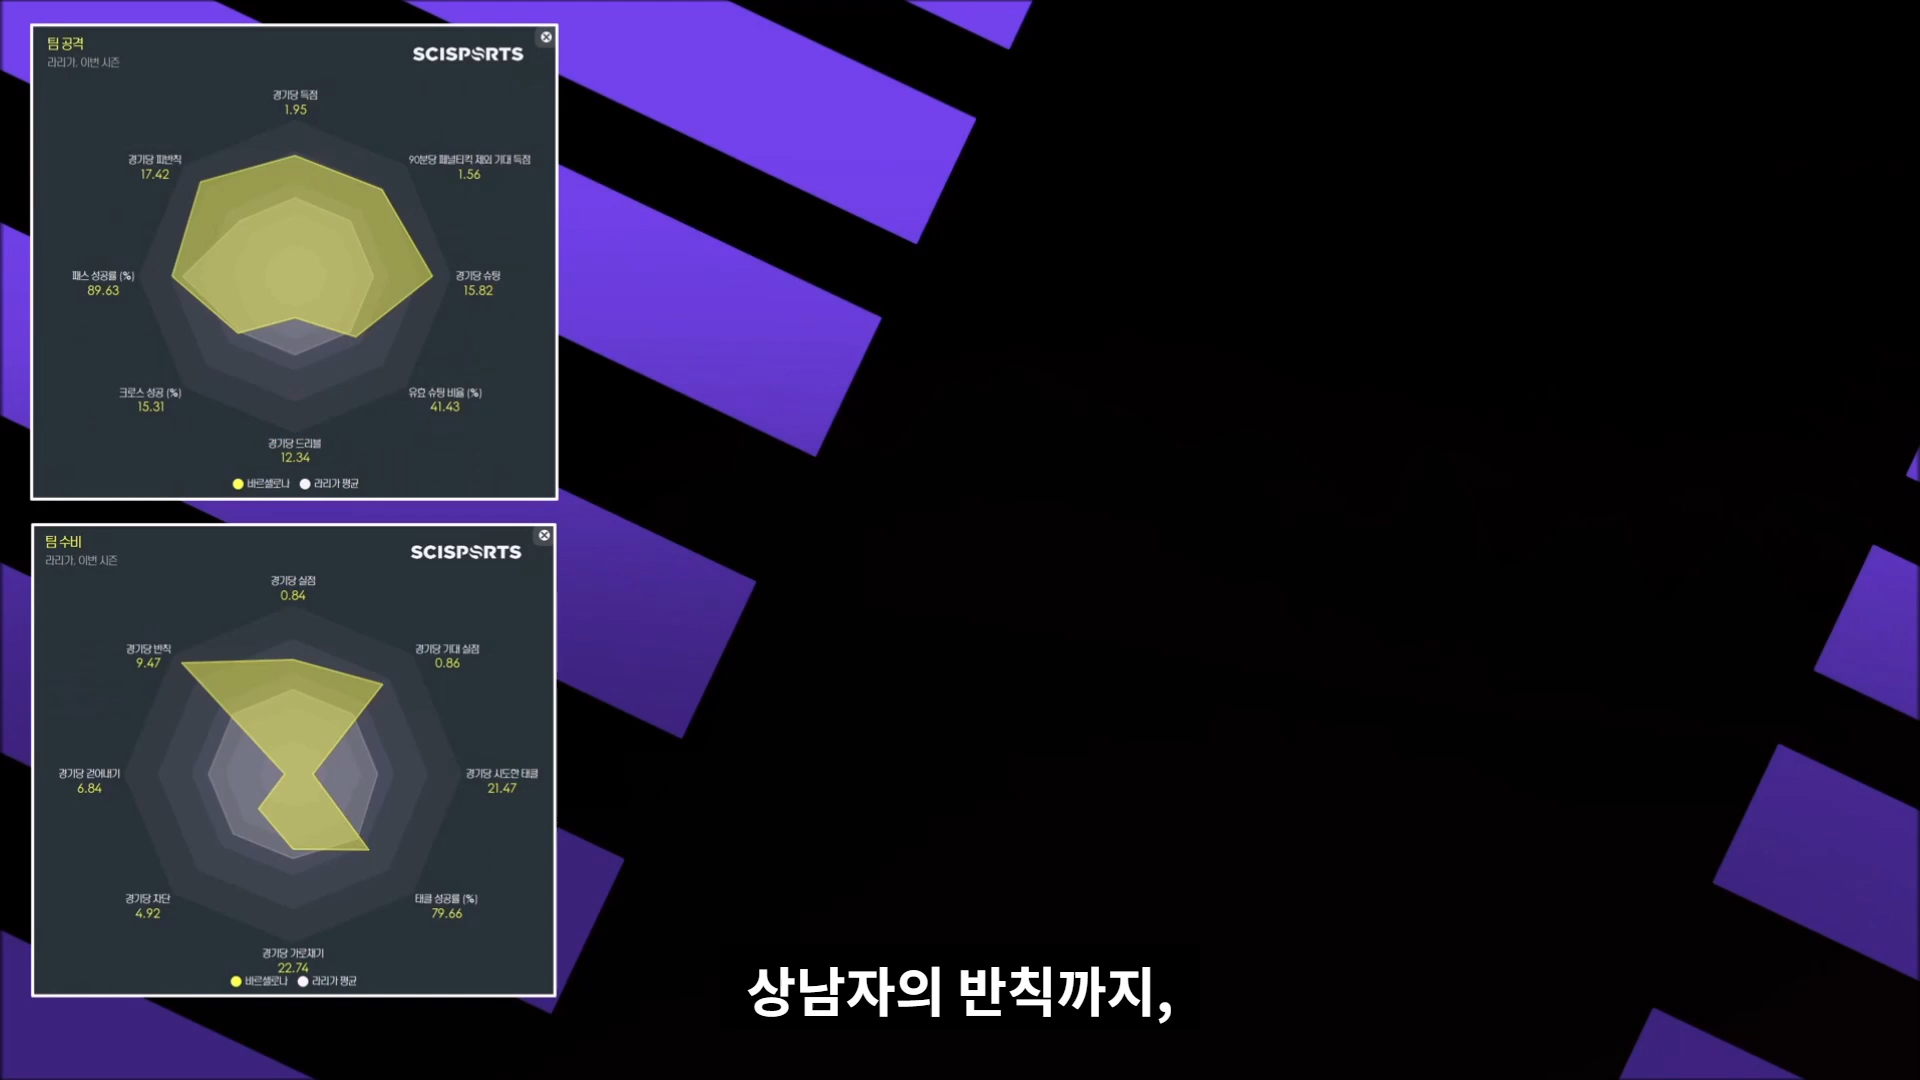 팀 공격
라리가, 이번 시즌
SCISPORTS
경기당 득점
1.95
경기당 피반칙
17.42
90분당 페널티킥 제외 기대 득점
1.56
패스 성공률 (%)
89.63
경기당 슈팅
15.82
크로스 성공 (%)
15.31
유효 슈팅 비율 (%)
41.43
경기당 드리블
12.34
바르셀로나 라리가 평균
팀 수비
라리가, 이번 시즌
SCISPORTS
경기당 실점
0.84
경기당 반칙
9.47
경기당 기대 실점
0.86
경기당 걷어내기
6.84
경기당 시도한 태클
21.47
경기당 차단
4.92
태클 성공률 (%)
79.66
경기당 가로채기
22.74
바르셀로나 라리가 평균
상남자의 반칙까지,